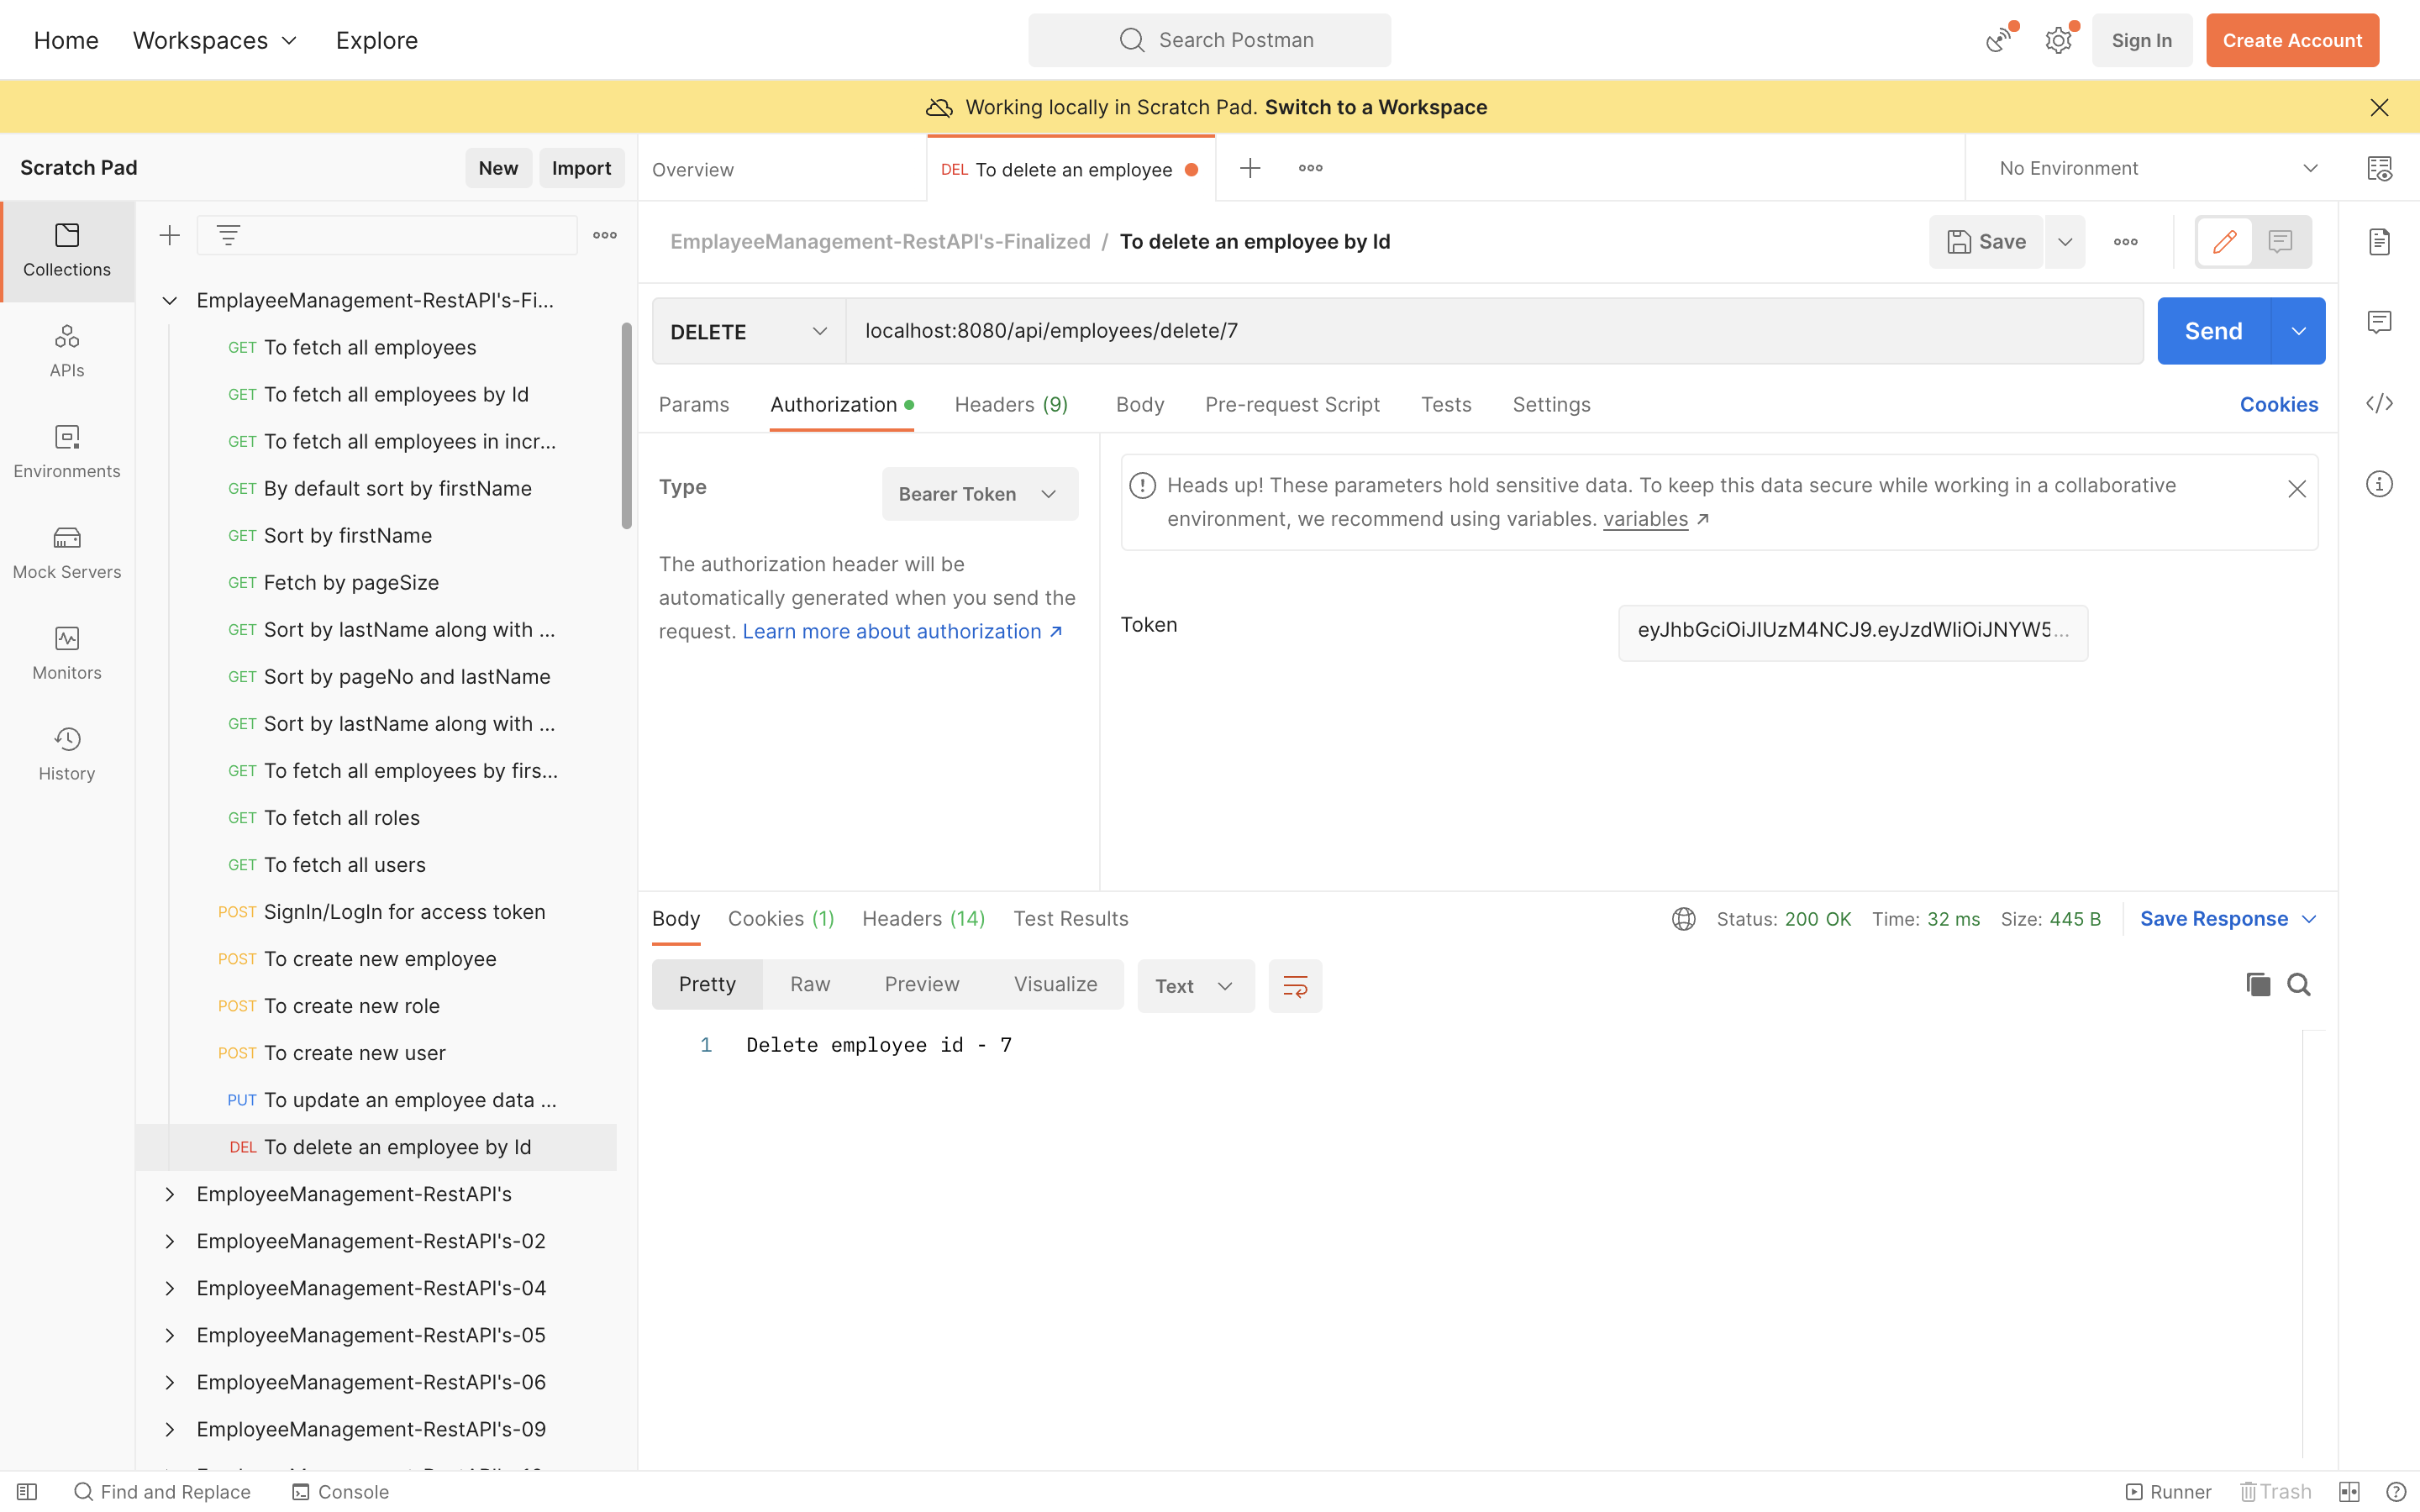 Home Workspaces Explore Search Postman Sign In Create Account
Working locally in Scratch Pad. Switch to a Workspace
Scratch Pad New Import
Overview DEL To delete an employee No Environment
Collections
APIs
Environments
Mock Servers
Monitors
History
EmplayeeManagement-RestAPI's-Fi...
GET To fetch all employees
GET To fetch all employees by Id
GET To fetch all employees in incr...
GET By default sort by firstName
GET Sort by firstName
GET Fetch by pageSize
GET Sort by lastName along with ...
GET Sort by pageNo and lastName
GET Sort by lastName along with ...
GET To fetch all employees by firs...
GET To fetch all roles
GET To fetch all users
POST SignIn/LogIn for access token
POST To create new employee
POST To create new role
POST To create new user
PUT To update an employee data ...
DEL To delete an employee by Id
EmployeeManagement-RestAPI's
EmployeeManagement-RestAPI's-02
EmployeeManagement-RestAPI's-04
EmployeeManagement-RestAPI's-05
EmployeeManagement-RestAPI's-06
EmployeeManagement-RestAPI's-09
EmplayeeManagement-RestAPI's-Finalized / To delete an employee by Id Save
DELETE localhost:8080/api/employees/delete/7 Send
Params Authorization Headers (9) Body Pre-request Script Tests Settings Cookies
Type Bearer Token
The authorization header will be
automatically generated when you send the
request. Learn more about authorization ↗
Heads up! These parameters hold sensitive data. To keep this data secure while working in a collaborative
environment, we recommend using variables. variables ↗
Token eyJhbGciOiJIUzM4NCJ9.eyJzdWIiOiJNYW5...
Body Cookies (1) Headers (14) Test Results Status: 200 OK Time: 32 ms Size: 445 B Save Response
Pretty Raw Preview Visualize Text
1 Delete employee id - 7
Find and Replace Console Runner Trash